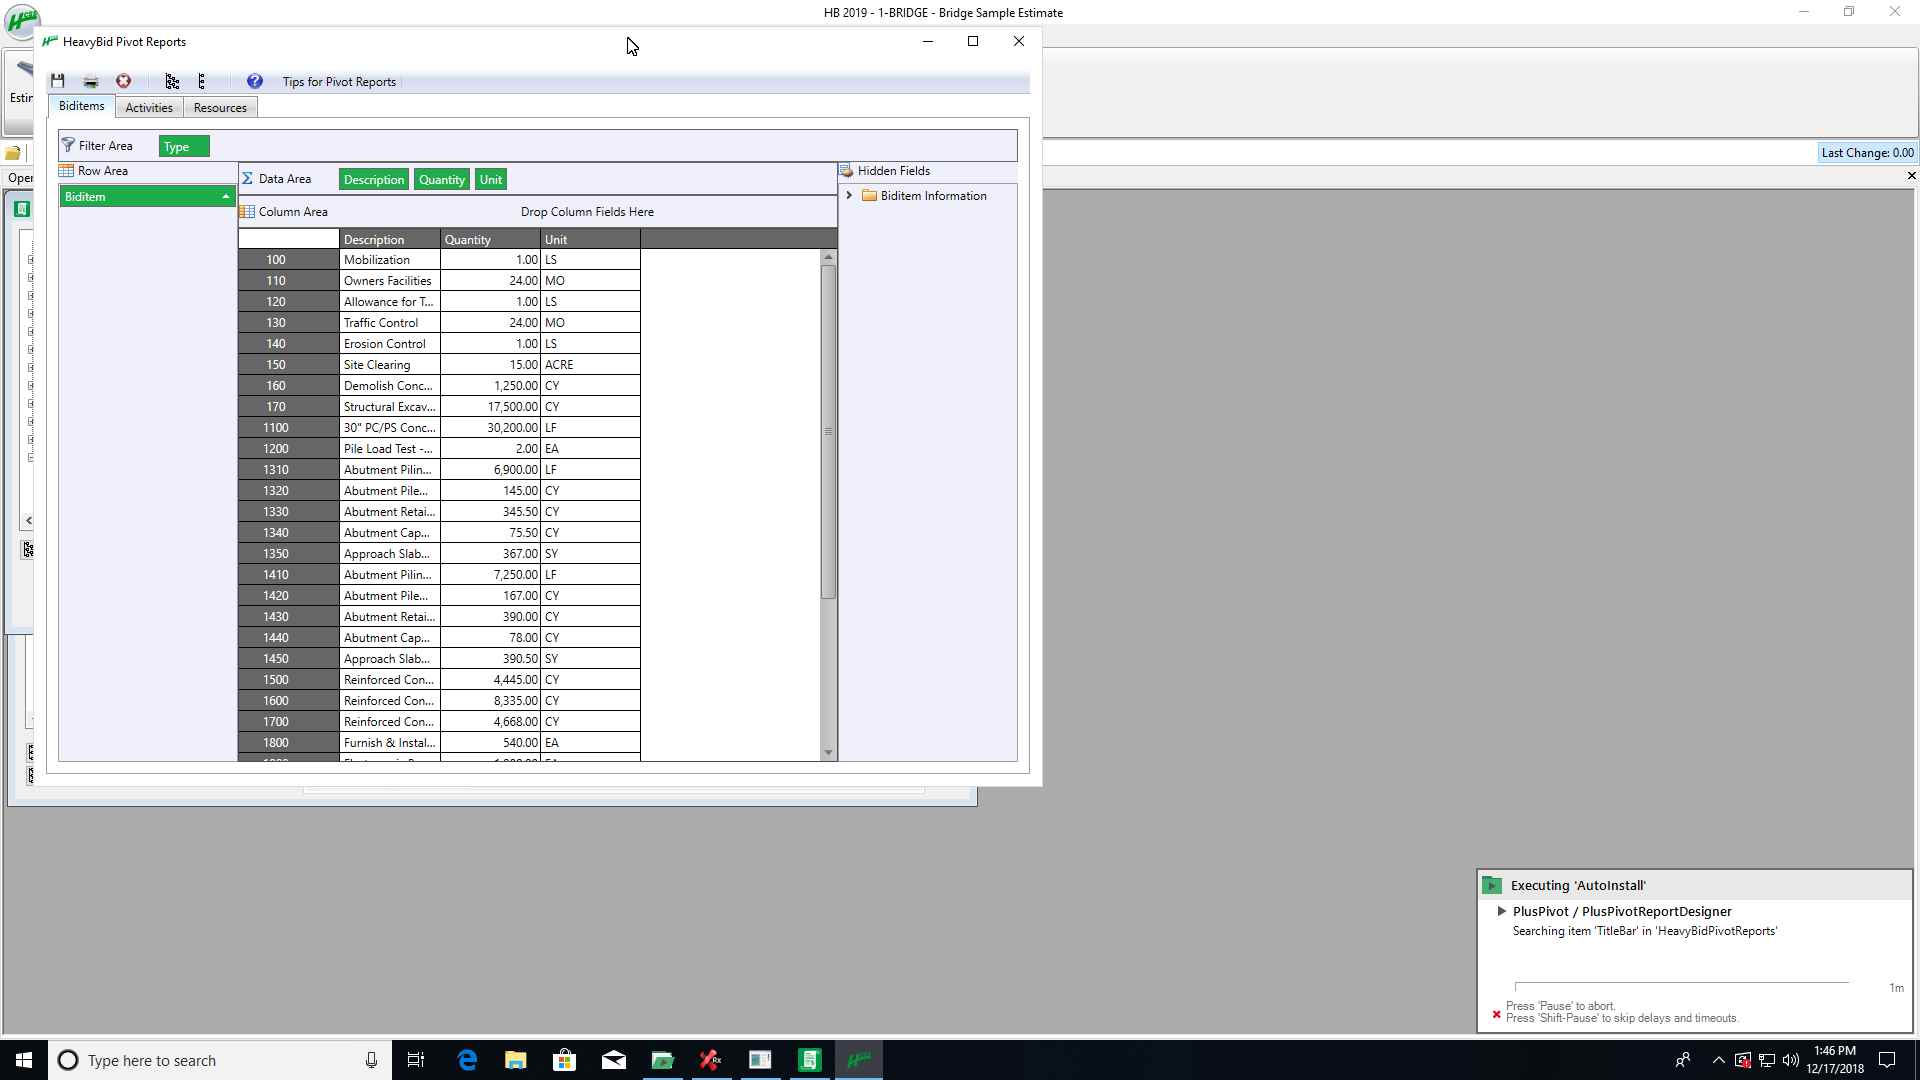 HB 2019 - 1-BRIDGE - Bridge Sample Estimate
HeavyBid Pivot Reports
Tips for Pivot Reports
Biditems
Activities
Resources
Filter Area
Type
Row Area
Biditem
Data Area
Description
Quantity
Unit
Column Area
Drop Column Fields Here
Hidden Fields
Biditem Information
Description Quantity Unit
100 Mobilization 1.00 LS
110 Owners Facilities 24.00 MO
120 Allowance for T... 1.00 LS
130 Traffic Control 24.00 MO
140 Erosion Control 1.00 LS
150 Site Clearing 15.00 ACRE
160 Demolish Conc... 1,250.00 CY
170 Structural Excav... 17,500.00 CY
1100 30" PC/PS Conc... 30,200.00 LF
1200 Pile Load Test -... 2.00 EA
1310 Abutment Pilin... 6,900.00 LF
1320 Abutment Pile... 145.00 CY
1330 Abutment Retai... 345.50 CY
1340 Abutment Cap... 75.50 CY
1350 Approach Slab... 367.00 SY
1410 Abutment Pilin... 7,250.00 LF
1420 Abutment Pile... 167.00 CY
1430 Abutment Retai... 390.00 CY
1440 Abutment Cap... 78.00 CY
1450 Approach Slab... 390.50 SY
1500 Reinforced Con... 4,445.00 CY
1600 Reinforced Con... 8,335.00 CY
1700 Reinforced Con... 4,668.00 CY
1800 Furnish & Instal... 540.00 EA
Last Change: 0.00
Executing 'AutoInstall'
PlusPivot / PlusPivotReportDesigner
Searching item 'TitleBar' in 'HeavyBidPivotReports'
1m
Press 'Pause' to abort.
Press 'Shift-Pause' to skip delays and timeouts.
Type here to search
1:46 PM
12/17/2018